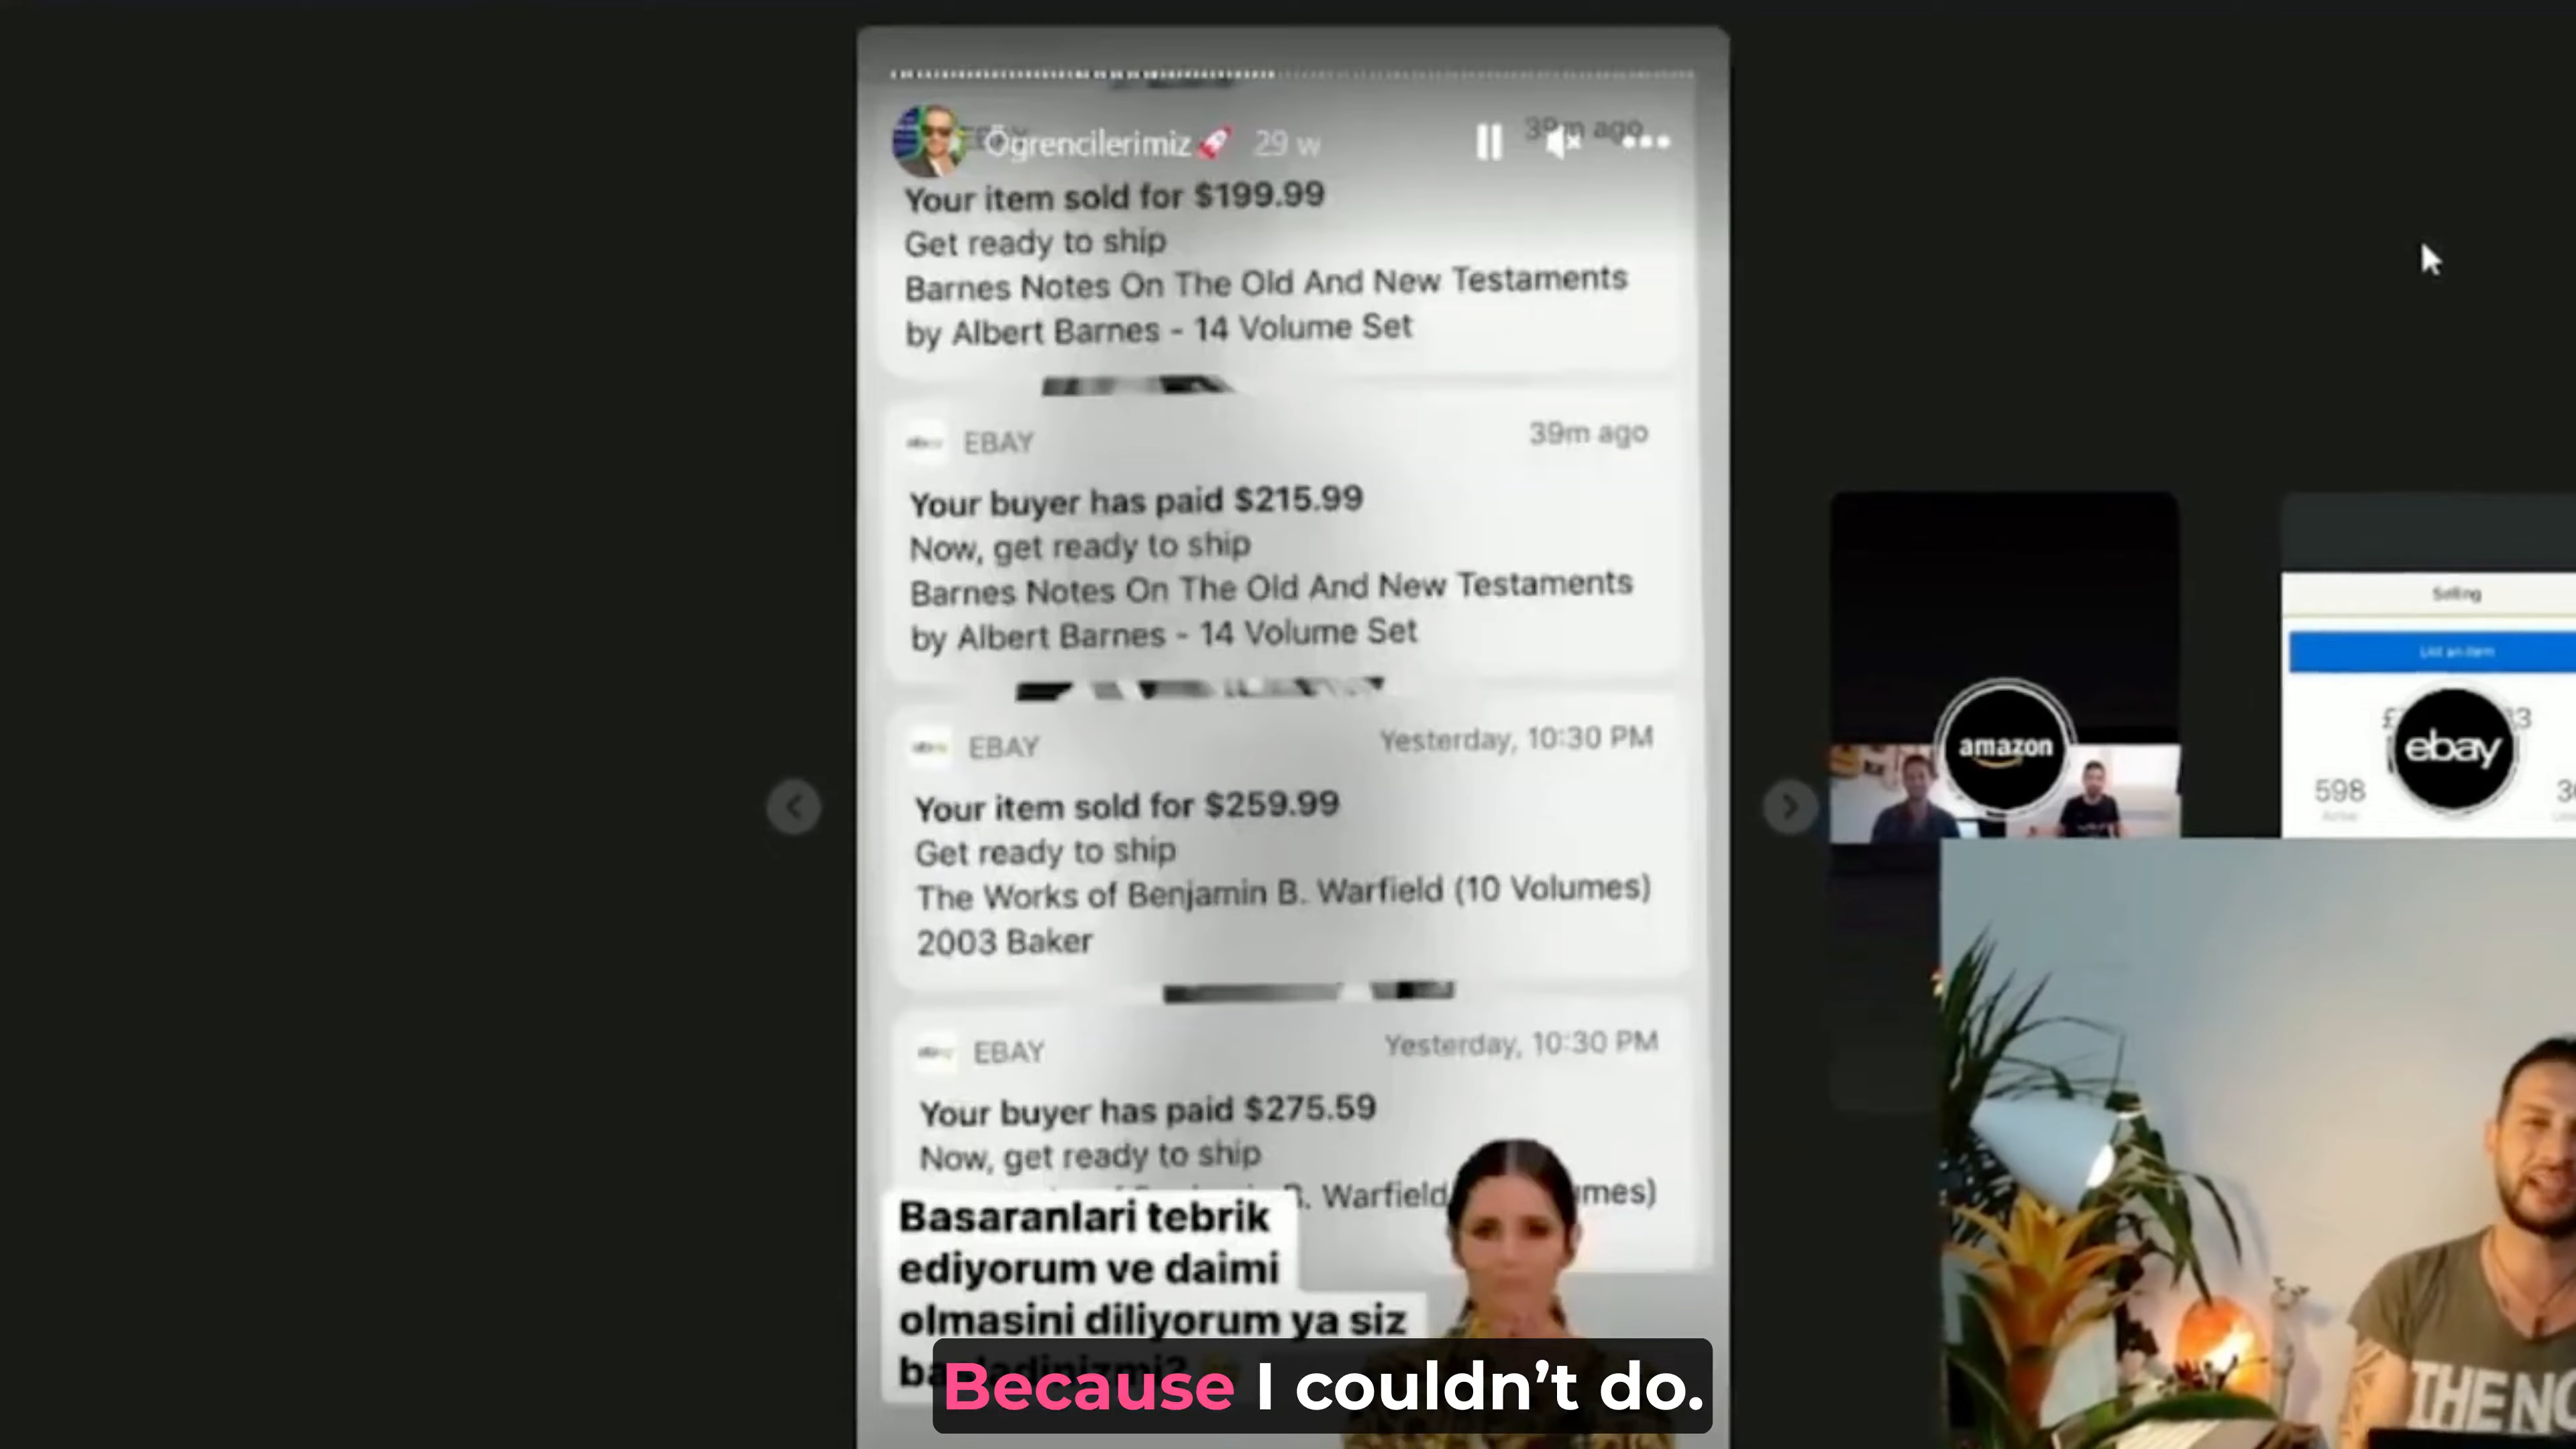 Öğrencilerimiz🚀 29 w
39m ago
Your item sold for $199.99
Get ready to ship
Barnes Notes On The Old And New Testaments
by Albert Barnes - 14 Volume Set
EBAY 39m ago
Your buyer has paid $215.99
Now, get ready to ship
Barnes Notes On The Old And New Testaments
by Albert Barnes - 14 Volume Set
EBAY Yesterday, 10:30 PM
Your item sold for $259.99
Get ready to ship
The Works of Benjamin B. Warfield (10 Volumes)
2003 Baker
EBAY Yesterday, 10:30 PM
Your buyer has paid $275.59
Now, get ready to ship
B. Warfield
Basaranlari tebrik
ediyorum ve daimi
olmasini diliyorum ya siz
Because I couldn't do.
amazon
Selling
List an item
ebay
598
THE